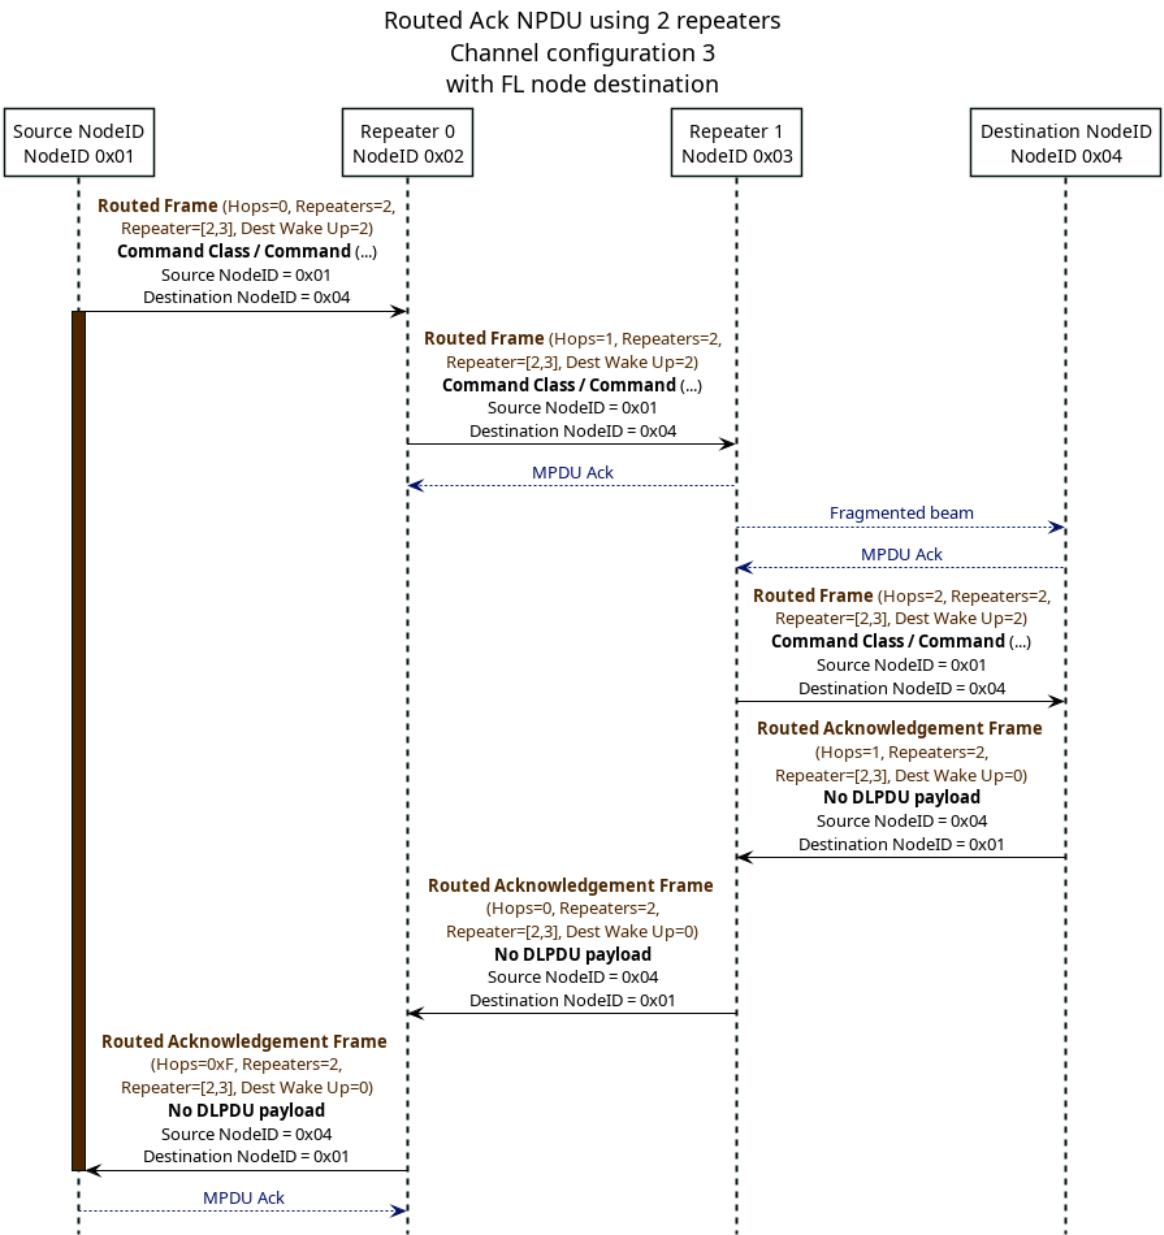 Routed Ack NPDU using 2 repeaters
Channel configuration 3
with FL node destination
Source NodeID
NodeID 0x01
Repeater 0
NodeID 0x02
Repeater 1
NodeID 0x03
Destination NodeID
NodeID 0x04
Routed Frame (Hops=0, Repeaters=2,
Repeater=[2,3], Dest Wake Up=2)
Command Class / Command (...)
Source NodeID = 0x01
Destination NodeID = 0x04
Routed Frame (Hops=1, Repeaters=2,
Repeater=[2,3], Dest Wake Up=2)
Command Class / Command (...)
Source NodeID = 0x01
Destination NodeID = 0x04
MPDU Ack
Fragmented beam
MPDU Ack
Routed Frame (Hops=2, Repeaters=2,
Repeater=[2,3], Dest Wake Up=2)
Command Class / Command (...)
Source NodeID = 0x01
Destination NodeID = 0x04
Routed Acknowledgement Frame
(Hops=1, Repeaters=2,
Repeater=[2,3], Dest Wake Up=0)
No DLPDU payload
Source NodeID = 0x04
Destination NodeID = 0x01
Routed Acknowledgement Frame
(Hops=0, Repeaters=2,
Repeater=[2,3], Dest Wake Up=0)
No DLPDU payload
Source NodeID = 0x04
Destination NodeID = 0x01
Routed Acknowledgement Frame
(Hops=0xF, Repeaters=2,
Repeater=[2,3], Dest Wake Up=0)
No DLPDU payload
Source NodeID = 0x04
Destination NodeID = 0x01
MPDU Ack